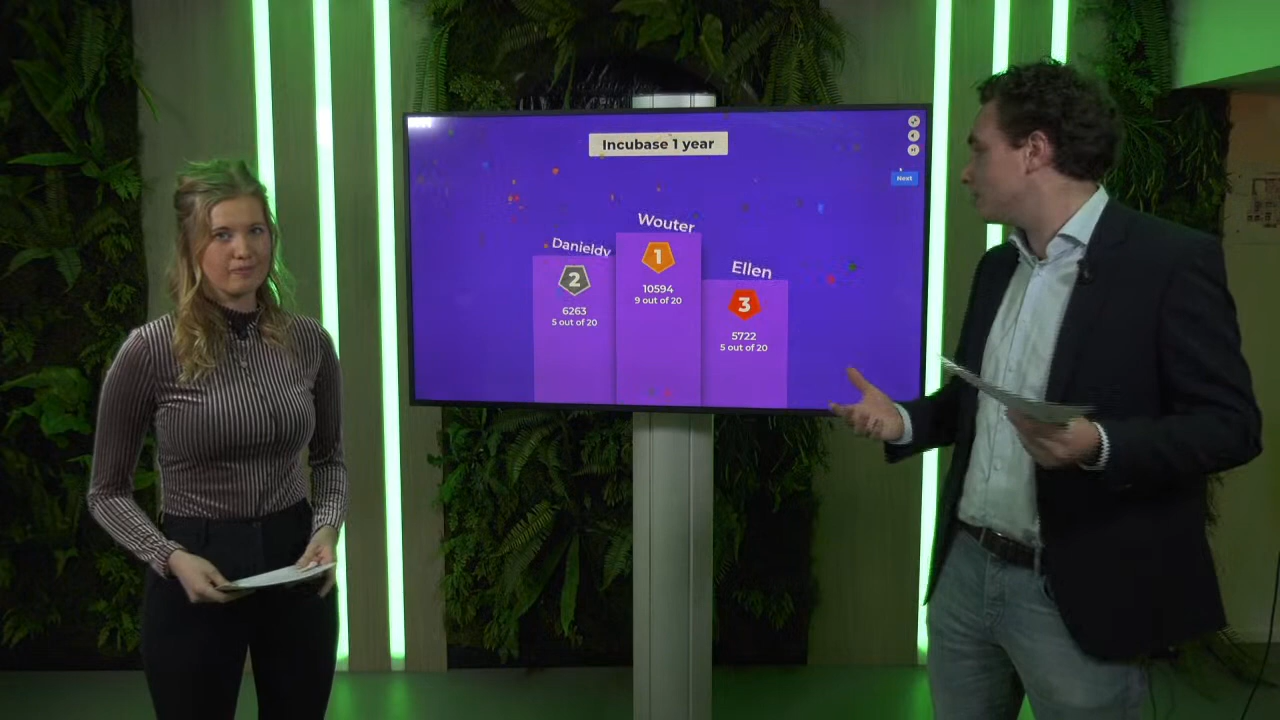 Incubase 1 year
Next
Wouter
1
10594
9 out of 20
Danieldv
2
6263
5 out of 20
Ellen
3
5722
5 out of 20